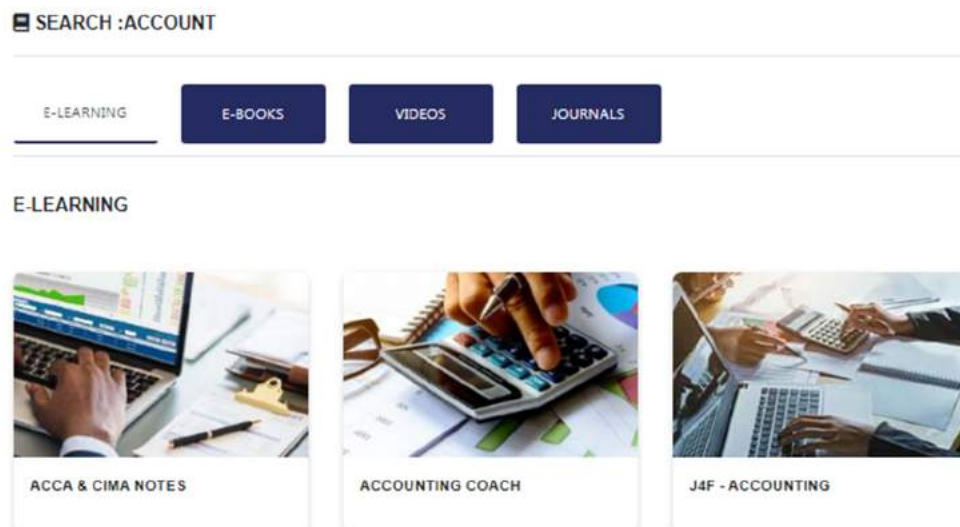 SEARCH :ACCOUNT
E-LEARNING
E-BOOKS
VIDEOS
JOURNALS
E-LEARNING
ACCA & CIMA NOTES
ACCOUNTING COACH
J4F - ACCOUNTING